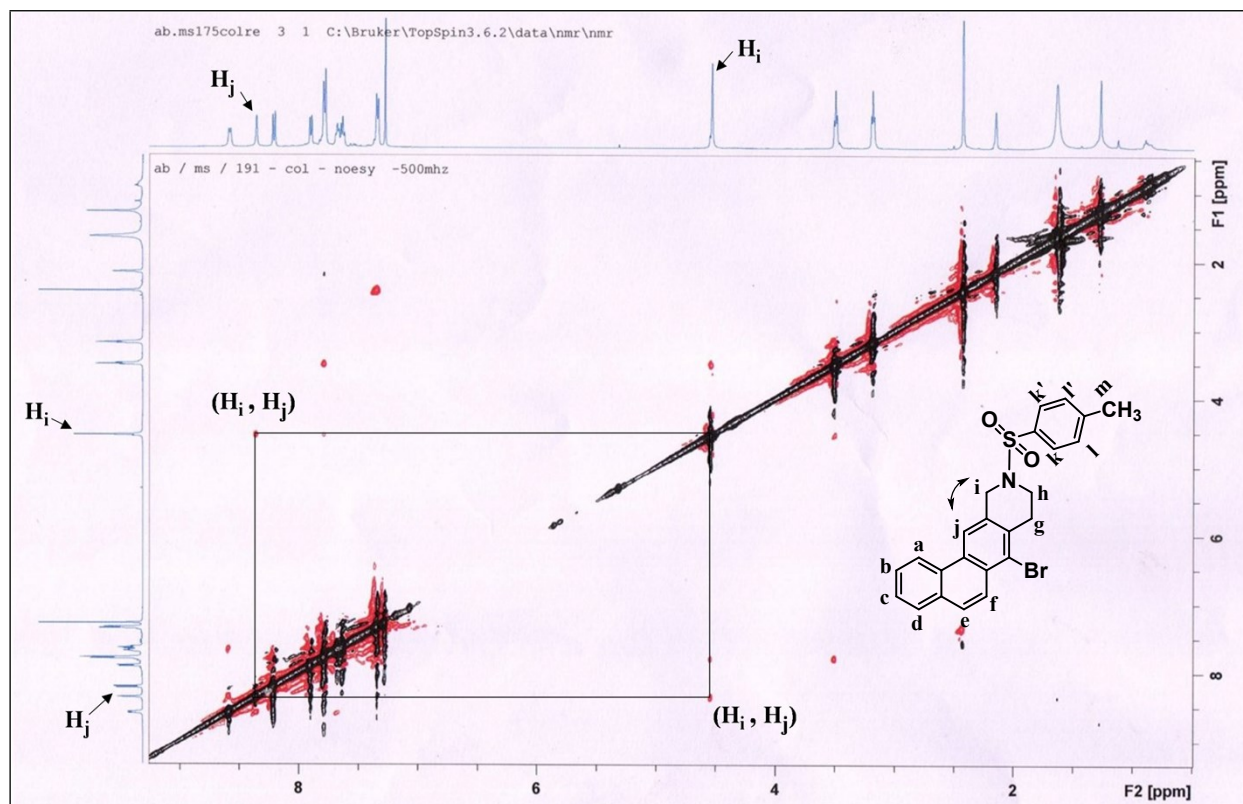 ab.ms175colre 3 1 C:\Bruker\TopSpin3.6.2\data\nmr\nmr
Hi
Hj
ab / ms / 191 - col - noesy -500mhz
F1 [ppm]
2
4
6
8
Hi
(Hi , Hj)
Hj
(Hi , Hj)
k' l' m
CH3
O
S
O
k l
N
i h
j g
a
b Br
c f
d e
8 6 4 2 F2 [ppm]